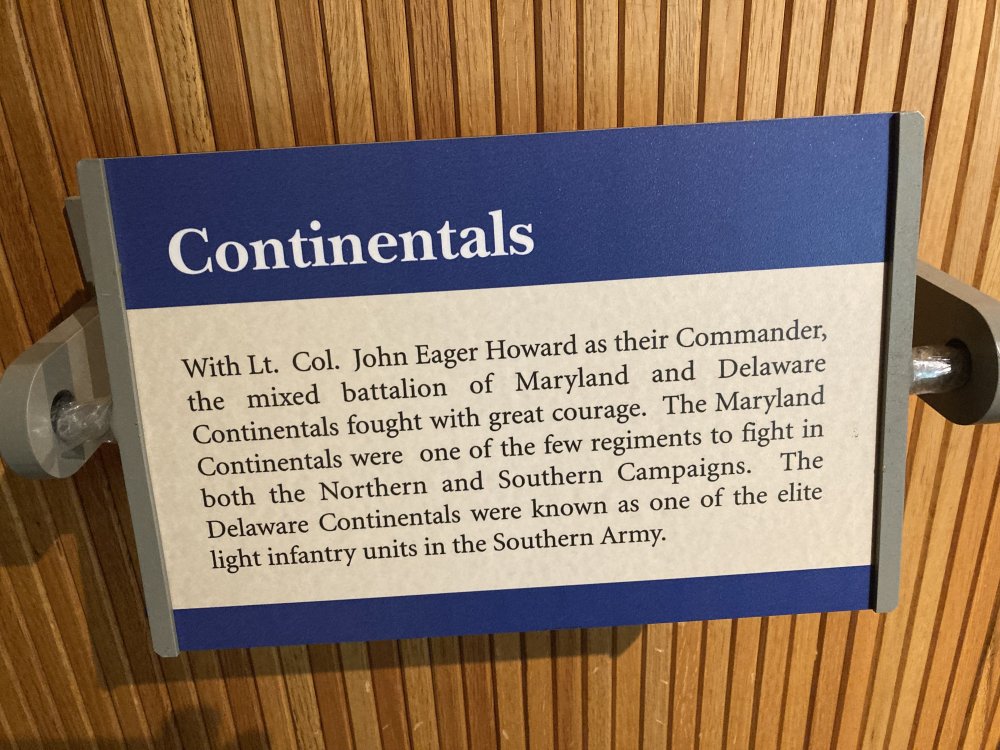 Continentals
With Lt. Col. John Eager Howard as their Commander,
the mixed battalion of Maryland and Delaware
Continentals fought with great courage. The Maryland
Continentals were one of the few regiments to fight in
both the Northern and Southern Campaigns. The
Delaware Continentals were known as one of the elite
light infantry units in the Southern Army.